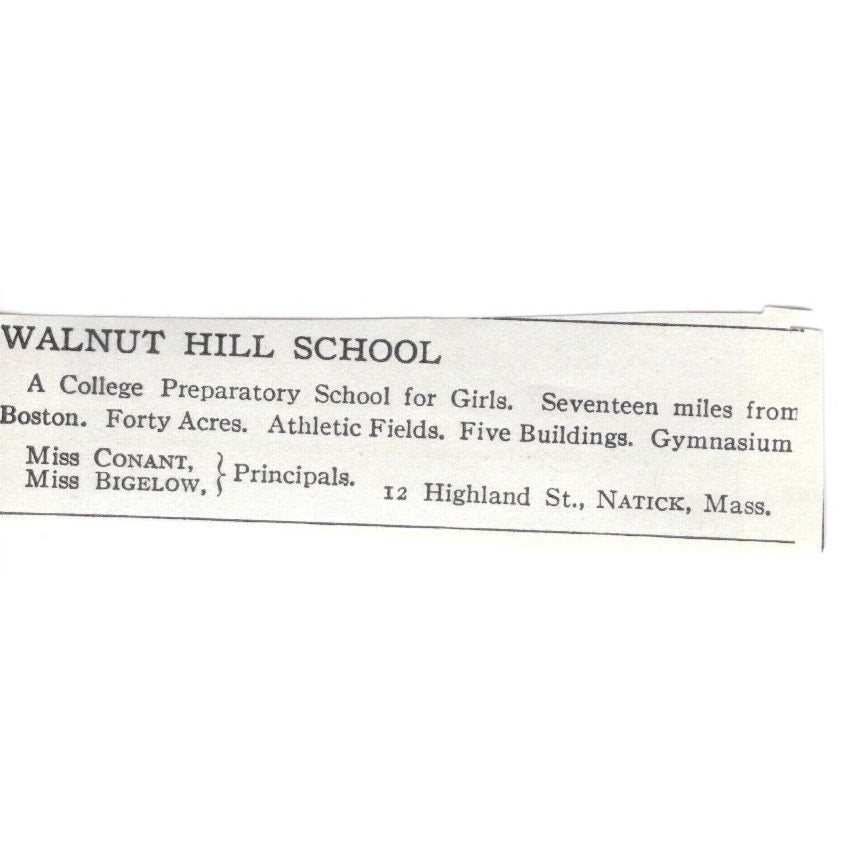 WALNUT HILL SCHOOL
A College Preparatory School for Girls. Seventeen miles from
Boston. Forty Acres. Athletic Fields. Five Buildings. Gymnasium
Miss CONANT,
Miss BIGELOW, } Principals.
12 Highland St., NATICK, Mass.